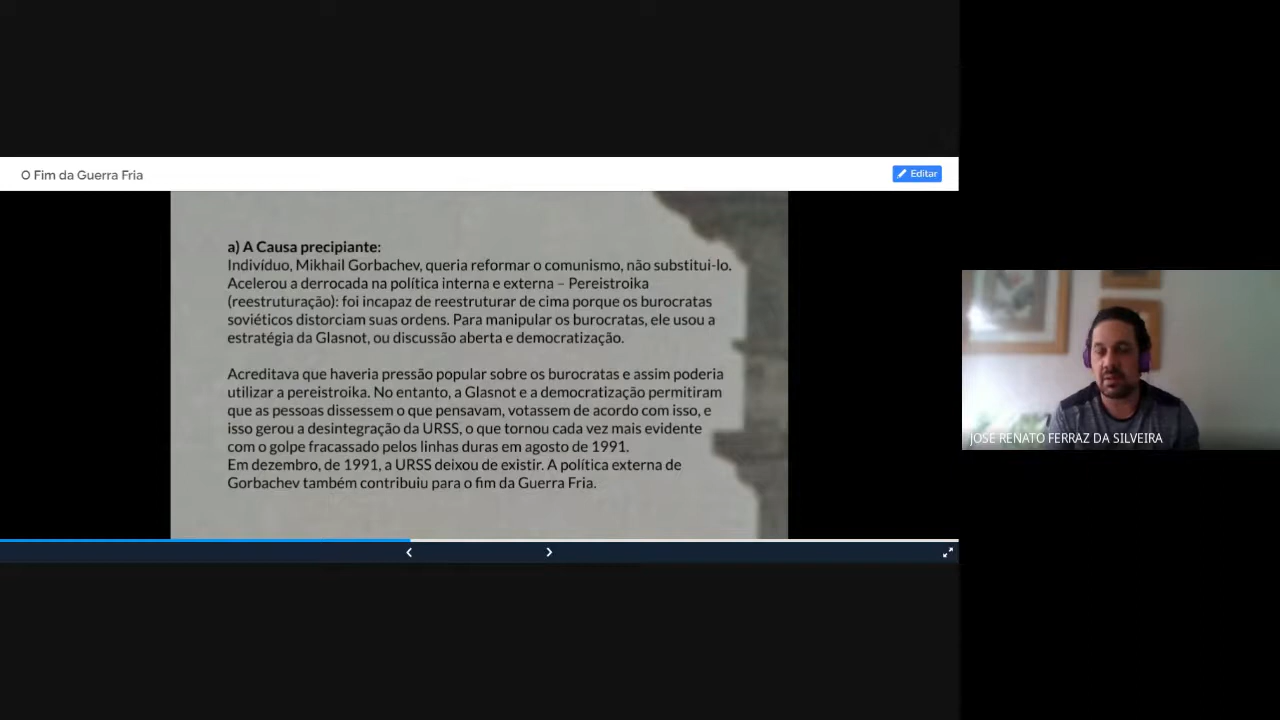 O Fim da Guerra Fria
Editar
a) A Causa precipiante:
Indivíduo, Mikhail Gorbachev, queria reformar o comunismo, não substitui-lo.
Acelerou a derrocada na política interna e externa – Pereistroika
(reestruturação): foi incapaz de reestruturar de cima porque os burocratas
soviéticos distorciam suas ordens. Para manipular os burocratas, ele usou a
estratégia da Glasnot, ou discussão aberta e democratização.
Acreditava que haveria pressão popular sobre os burocratas e assim poderia
utilizar a pereistroika. No entanto, a Glasnot e a democratização permitiram
que as pessoas dissessem o que pensavam, votassem de acordo com isso, e
isso gerou a desintegração da URSS, o que tornou cada vez mais evidente
com o golpe fracassado pelos linhas duras em agosto de 1991.
Em dezembro, de 1991, a URSS deixou de existir. A política externa de
Gorbachev também contribuiu para o fim da Guerra Fria.
JOSÉ RENATO FERRAZ DA SILVEIRA